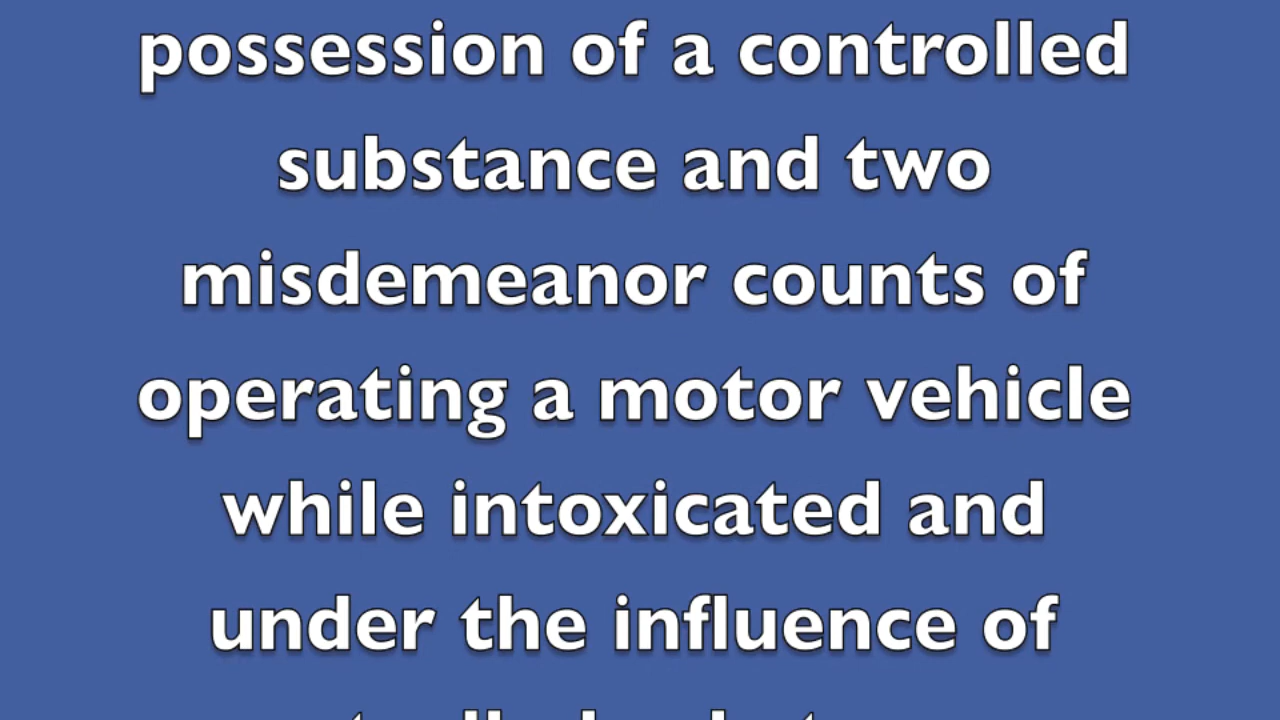 possession of a controlled
substance and two
misdemeanor counts of
operating a motor vehicle
while intoxicated and
under the influence of